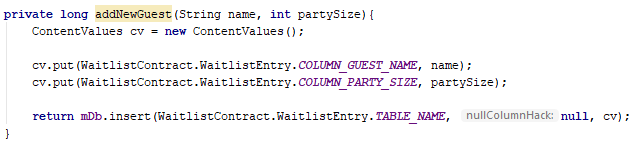 private long addNewGuest(String name, int partySize){
ContentValues cv = new ContentValues();
cv.put(WaitlistContract.WaitlistEntry.COLUMN_GUEST_NAME, name);
cv.put(WaitlistContract.WaitlistEntry.COLUMN_PARTY_SIZE, partySize);
return mDb.insert(WaitlistContract.WaitlistEntry.TABLE_NAME, nullColumnHack: null, cv);
}